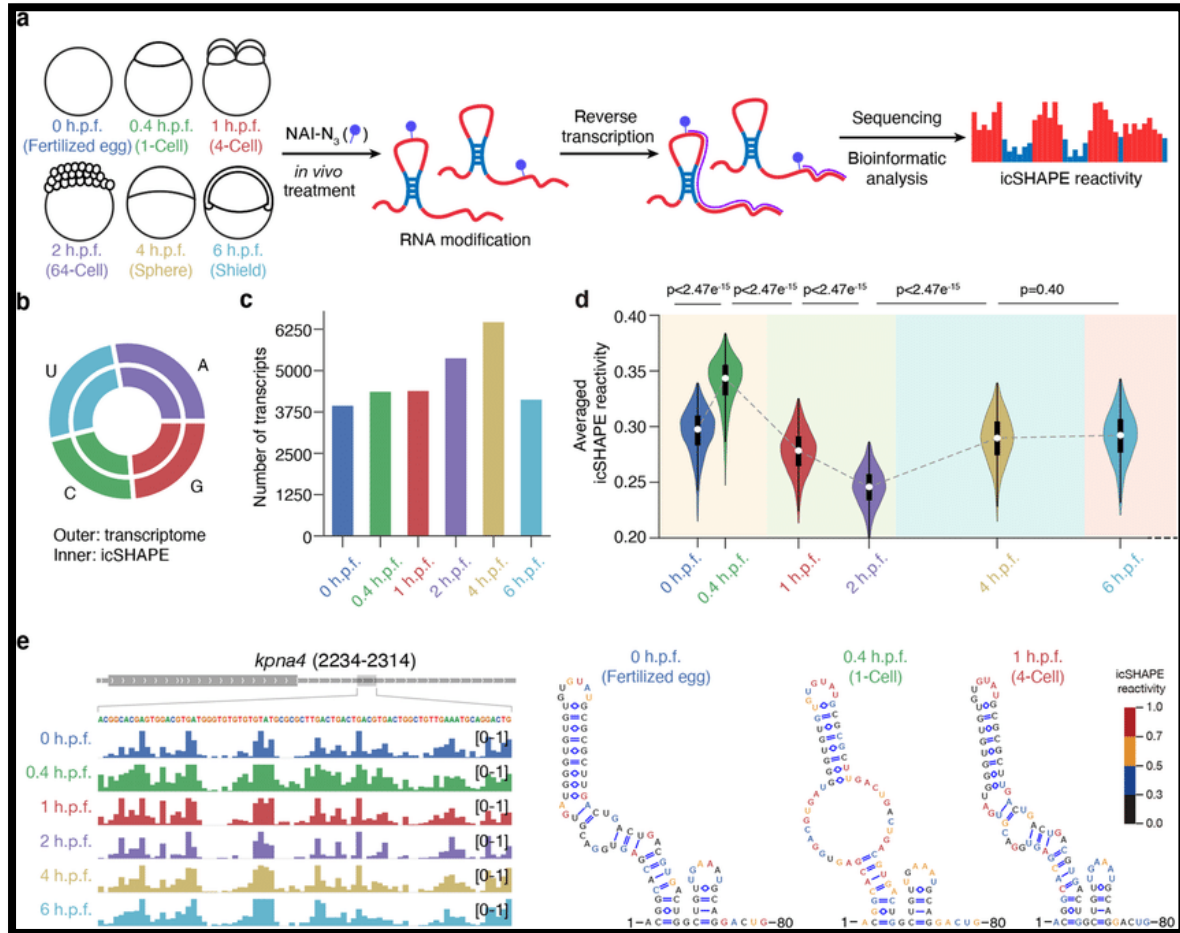 a
0 h.p.f.
(Fertilized egg)
0.4 h.p.f.
(1-Cell)
1 h.p.f.
(4-Cell)
2 h.p.f.
(64-Cell)
4 h.p.f.
(Sphere)
6 h.p.f.
(Shield)
NAI-N3 ( )
in vivo
treatment
RNA modification
Reverse
transcription
Sequencing
Bioinformatic
analysis
icSHAPE reactivity
b
U
A
C
G
Outer: transcriptome
Inner: icSHAPE
c
Number of transcripts
6250
5000
3750
2500
1250
0
0 h.p.f.
0.4 h.p.f.
1 h.p.f.
2 h.p.f.
4 h.p.f.
6 h.p.f.
d
p<2.47e-15
p<2.47e-15
p<2.47e-15
p<2.47e-15
p=0.40
Averaged
icSHAPE reactivity
0.40
0.35
0.30
0.25
0.20
0 h.p.f.
0.4 h.p.f.
1 h.p.f.
2 h.p.f.
4 h.p.f.
6 h.p.f.
e
kpna4 (2234-2314)
ACGGCACGAGTGGACGTGATGGGTGTGTGTGTATGCGCGCTTGACTGACTGACGTGACTGGCTGTTGAAATGCAGGACTG
0 h.p.f.
[0-1]
0.4 h.p.f.
[0-1]
1 h.p.f.
[0-1]
2 h.p.f.
[0-1]
4 h.p.f.
[0-1]
6 h.p.f.
[0-1]
0 h.p.f.
(Fertilized egg)
1–AC
GGACUG–80
0.4 h.p.f.
(1-Cell)
1–AC
GGACUG–80
1 h.p.f.
(4-Cell)
1–AC
GGACUG–80
icSHAPE
reactivity
1.0
0.7
0.5
0.3
0.0